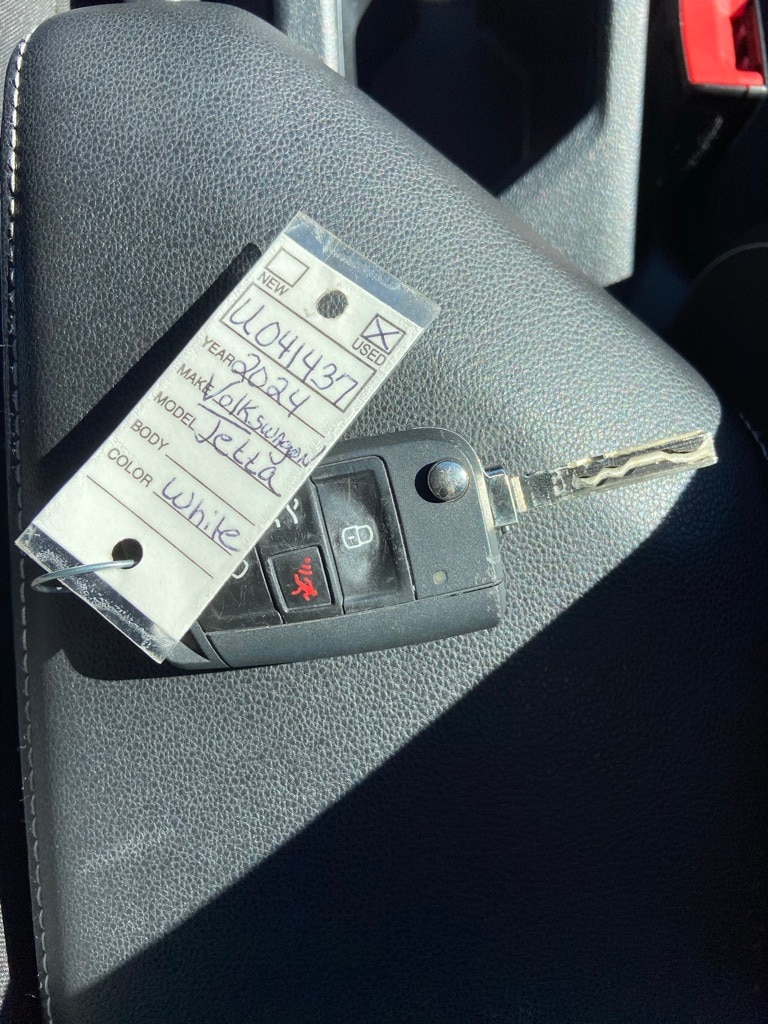 NEW
USED
U041437
YEAR 2024
MAKE Volkswagen
MODEL Jetta
BODY
COLOR White